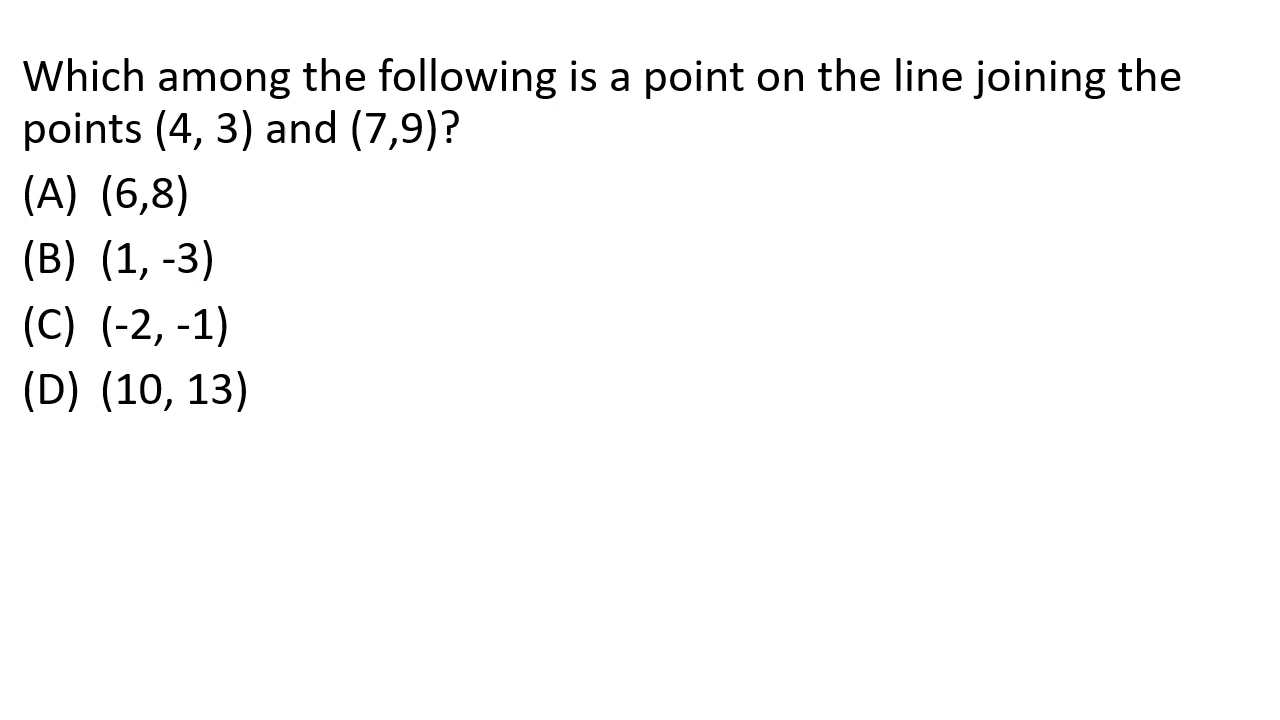 Which among the following is a point on the line joining the
points (4, 3) and (7,9)?
(A) (6,8)
(B) (1, -3)
(C) (-2, -1)
(D) (10, 13)